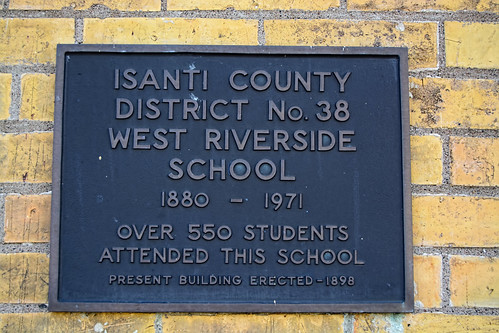 ISANTI COUNTY
DISTRICT No. 38
WEST RIVERSIDE
SCHOOL
1880 - 1971
OVER 550 STUDENTS
ATTENDED THIS SCHOOL
PRESENT BUILDING ERECTED-1898